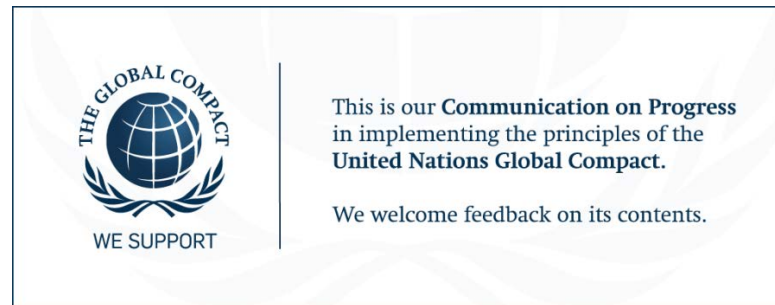 THE GLOBAL COMPACT
WE SUPPORT
This is our Communication on Progress
in implementing the principles of the
United Nations Global Compact.
We welcome feedback on its contents.